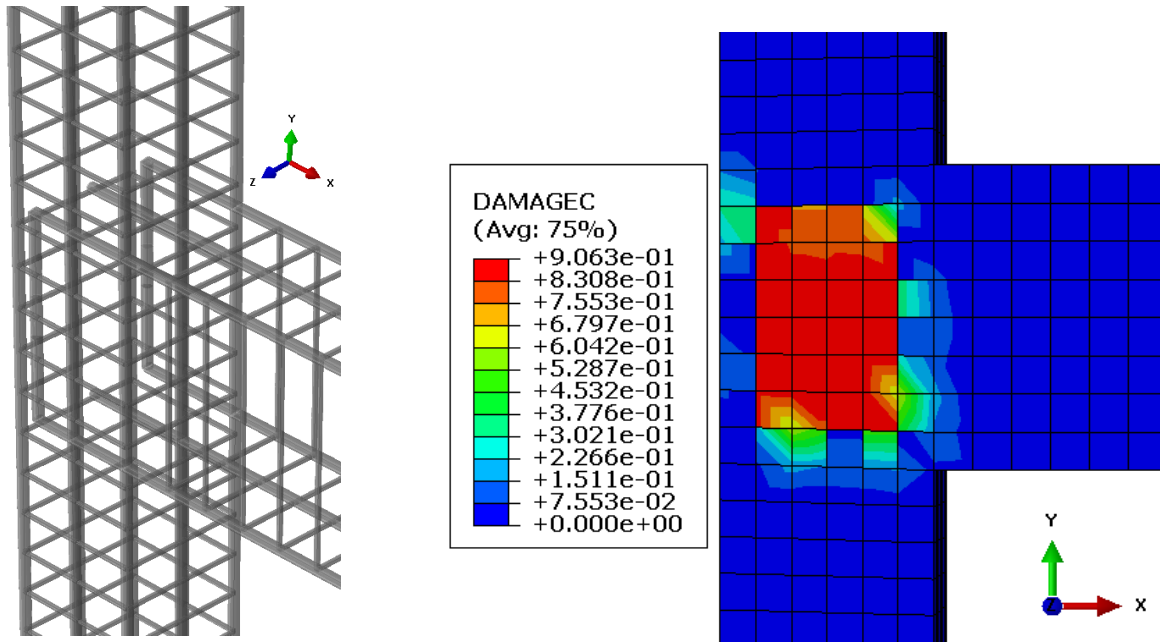 Y
Z
X
DAMAGEC
(Avg: 75%)
+9.063e-01
+8.308e-01
+7.553e-01
+6.797e-01
+6.042e-01
+5.287e-01
+4.532e-01
+3.776e-01
+3.021e-01
+2.266e-01
+1.511e-01
+7.553e-02
+0.000e+00
Y
Z
X